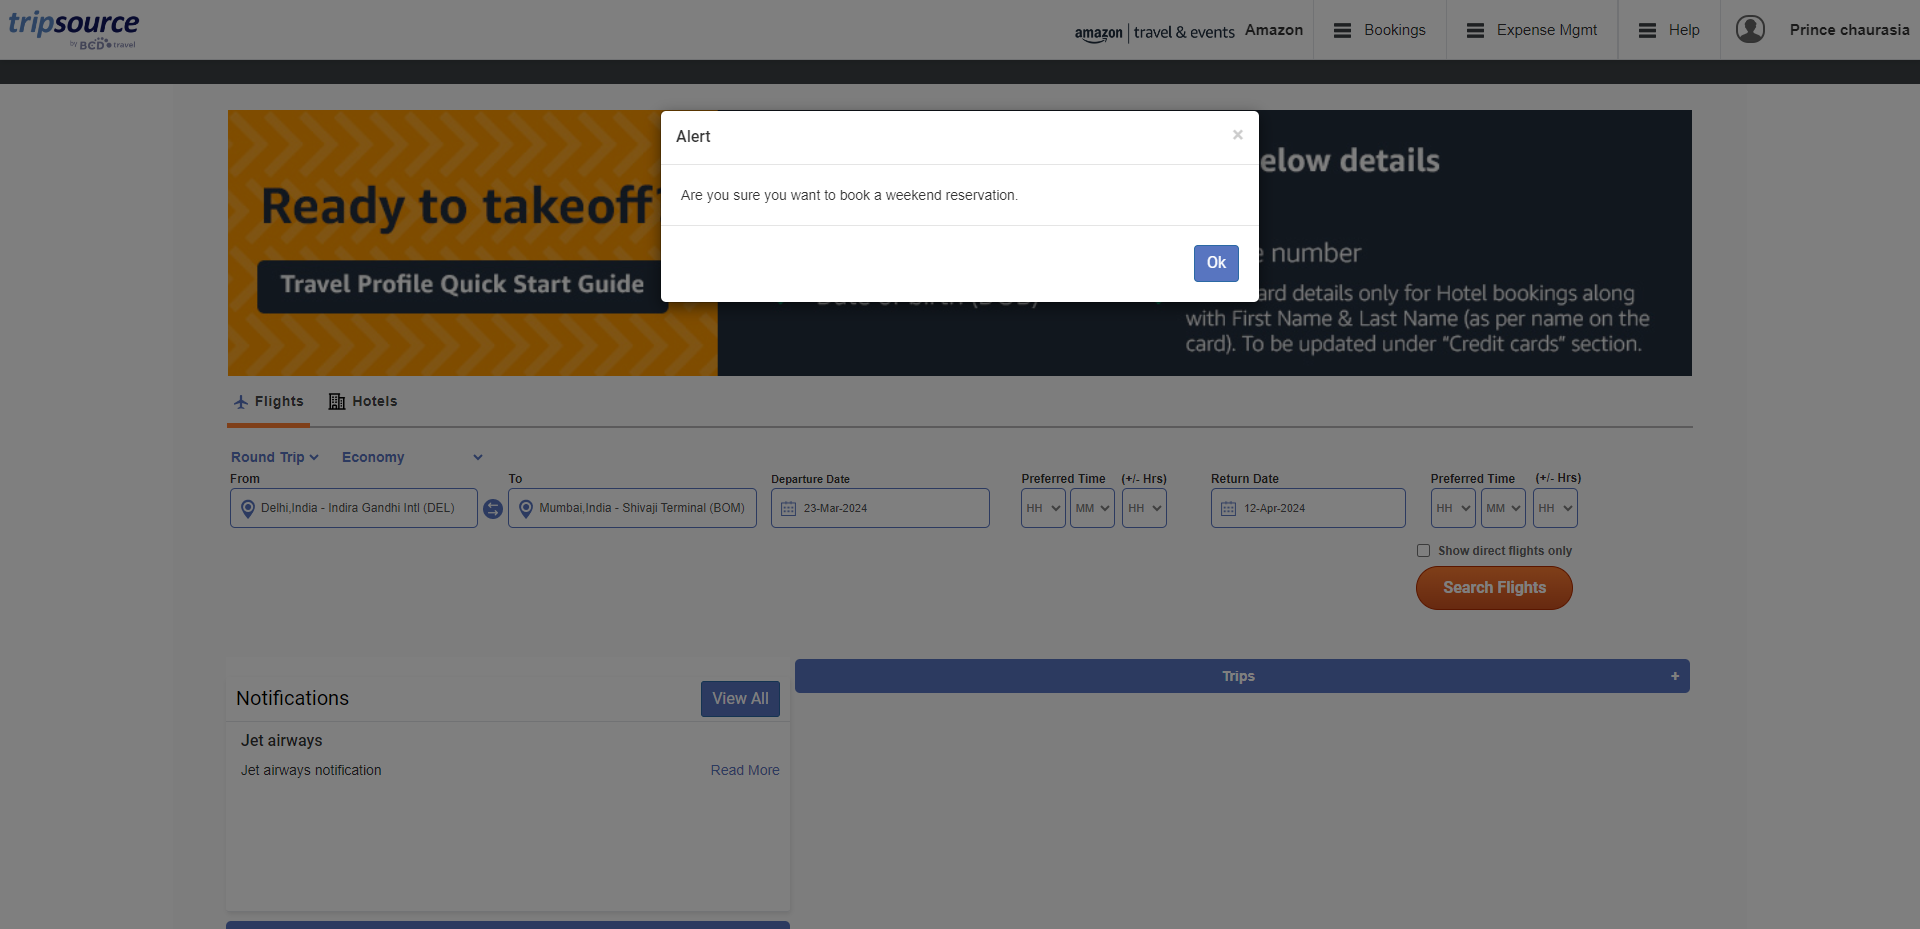 tripsource
by BCD travel
amazon | travel & events Amazon
Bookings
Expense Mgmt
Help
Prince chaurasia
Alert
×
Are you sure you want to book a weekend reservation.
Ok
Ready to takeoff
Travel Profile Quick Start Guide
elow details
number
rd details only for Hotel bookings along
with First Name & Last Name (as per name on the
card). To be updated under “Credit cards” section.
Flights
Hotels
Round Trip
Economy
From
To
Departure Date
Preferred Time
(+/- Hrs)
Return Date
Preferred Time
(+/- Hrs)
Delhi,India - Indira Gandhi Intl (DEL)
Mumbai,India - Shivaji Terminal (BOM)
23-Mar-2024
HH
MM
HH
12-Apr-2024
HH
MM
HH
Show direct flights only
Search Flights
Notifications
View All
Trips
+
Jet airways
Jet airways notification
Read More